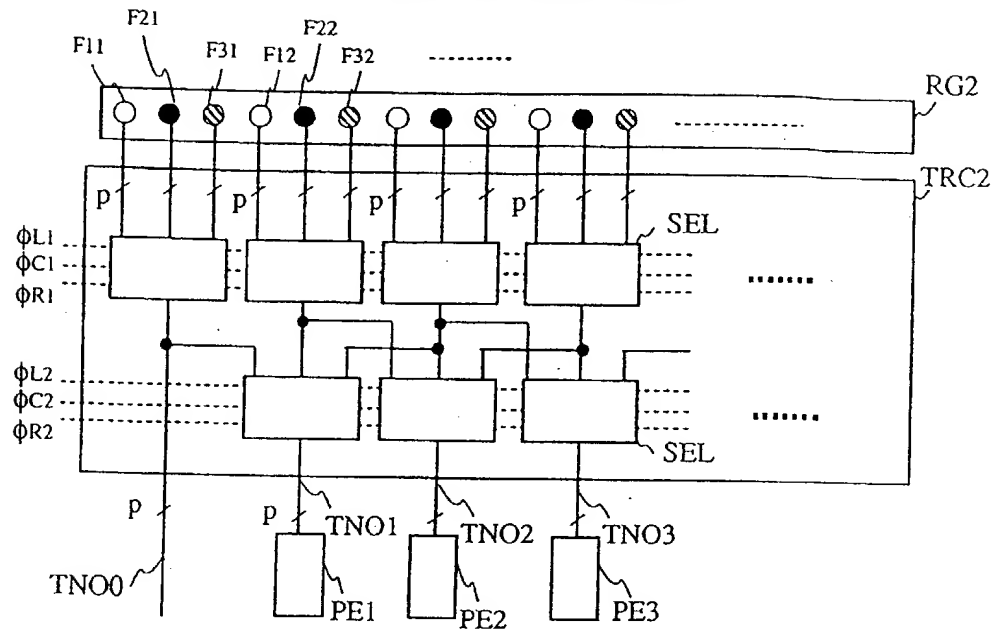 F11
F21
F31
F12
F22
F32
RG2
TRC2
p
p
p
p
SEL
ϕL1
ϕC1
ϕR1
ϕL2
ϕC2
ϕR2
SEL
p
p
TNO0
TNO1
TNO2
TNO3
PE1
PE2
PE3